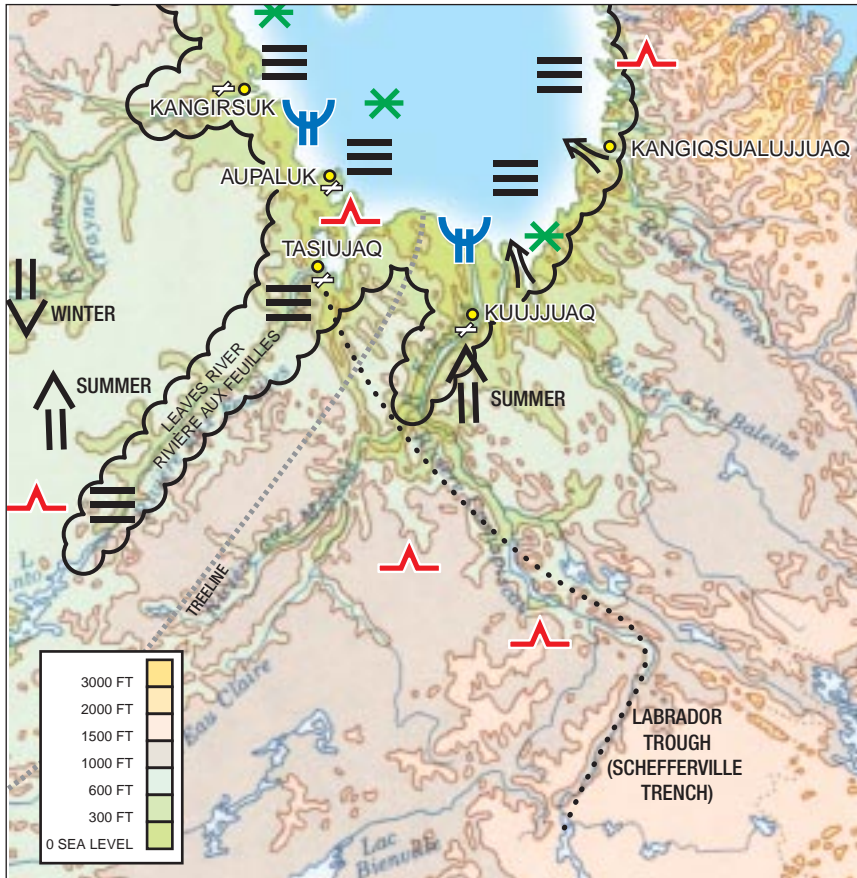 KANGIRSUK
KANGIQSUALUJJUAQ
AUPALUK
R. Arnaud
(Payne)
TASIUJAQ
WINTER
KUUJJUAQ
Rivière George
SUMMER
SUMMER
LEAVES RIVER
RIVIÈRE AUX FEUILLES
Rivière à la Baleine
TREELINE
aux
3000 FT
2000 FT
1500 FT
1000 FT
600 FT
300 FT
0 SEA LEVEL
Eau Claire
LABRADOR
TROUGH
(SCHEFFERVILLE
TRENCH)
Lac
Bienville